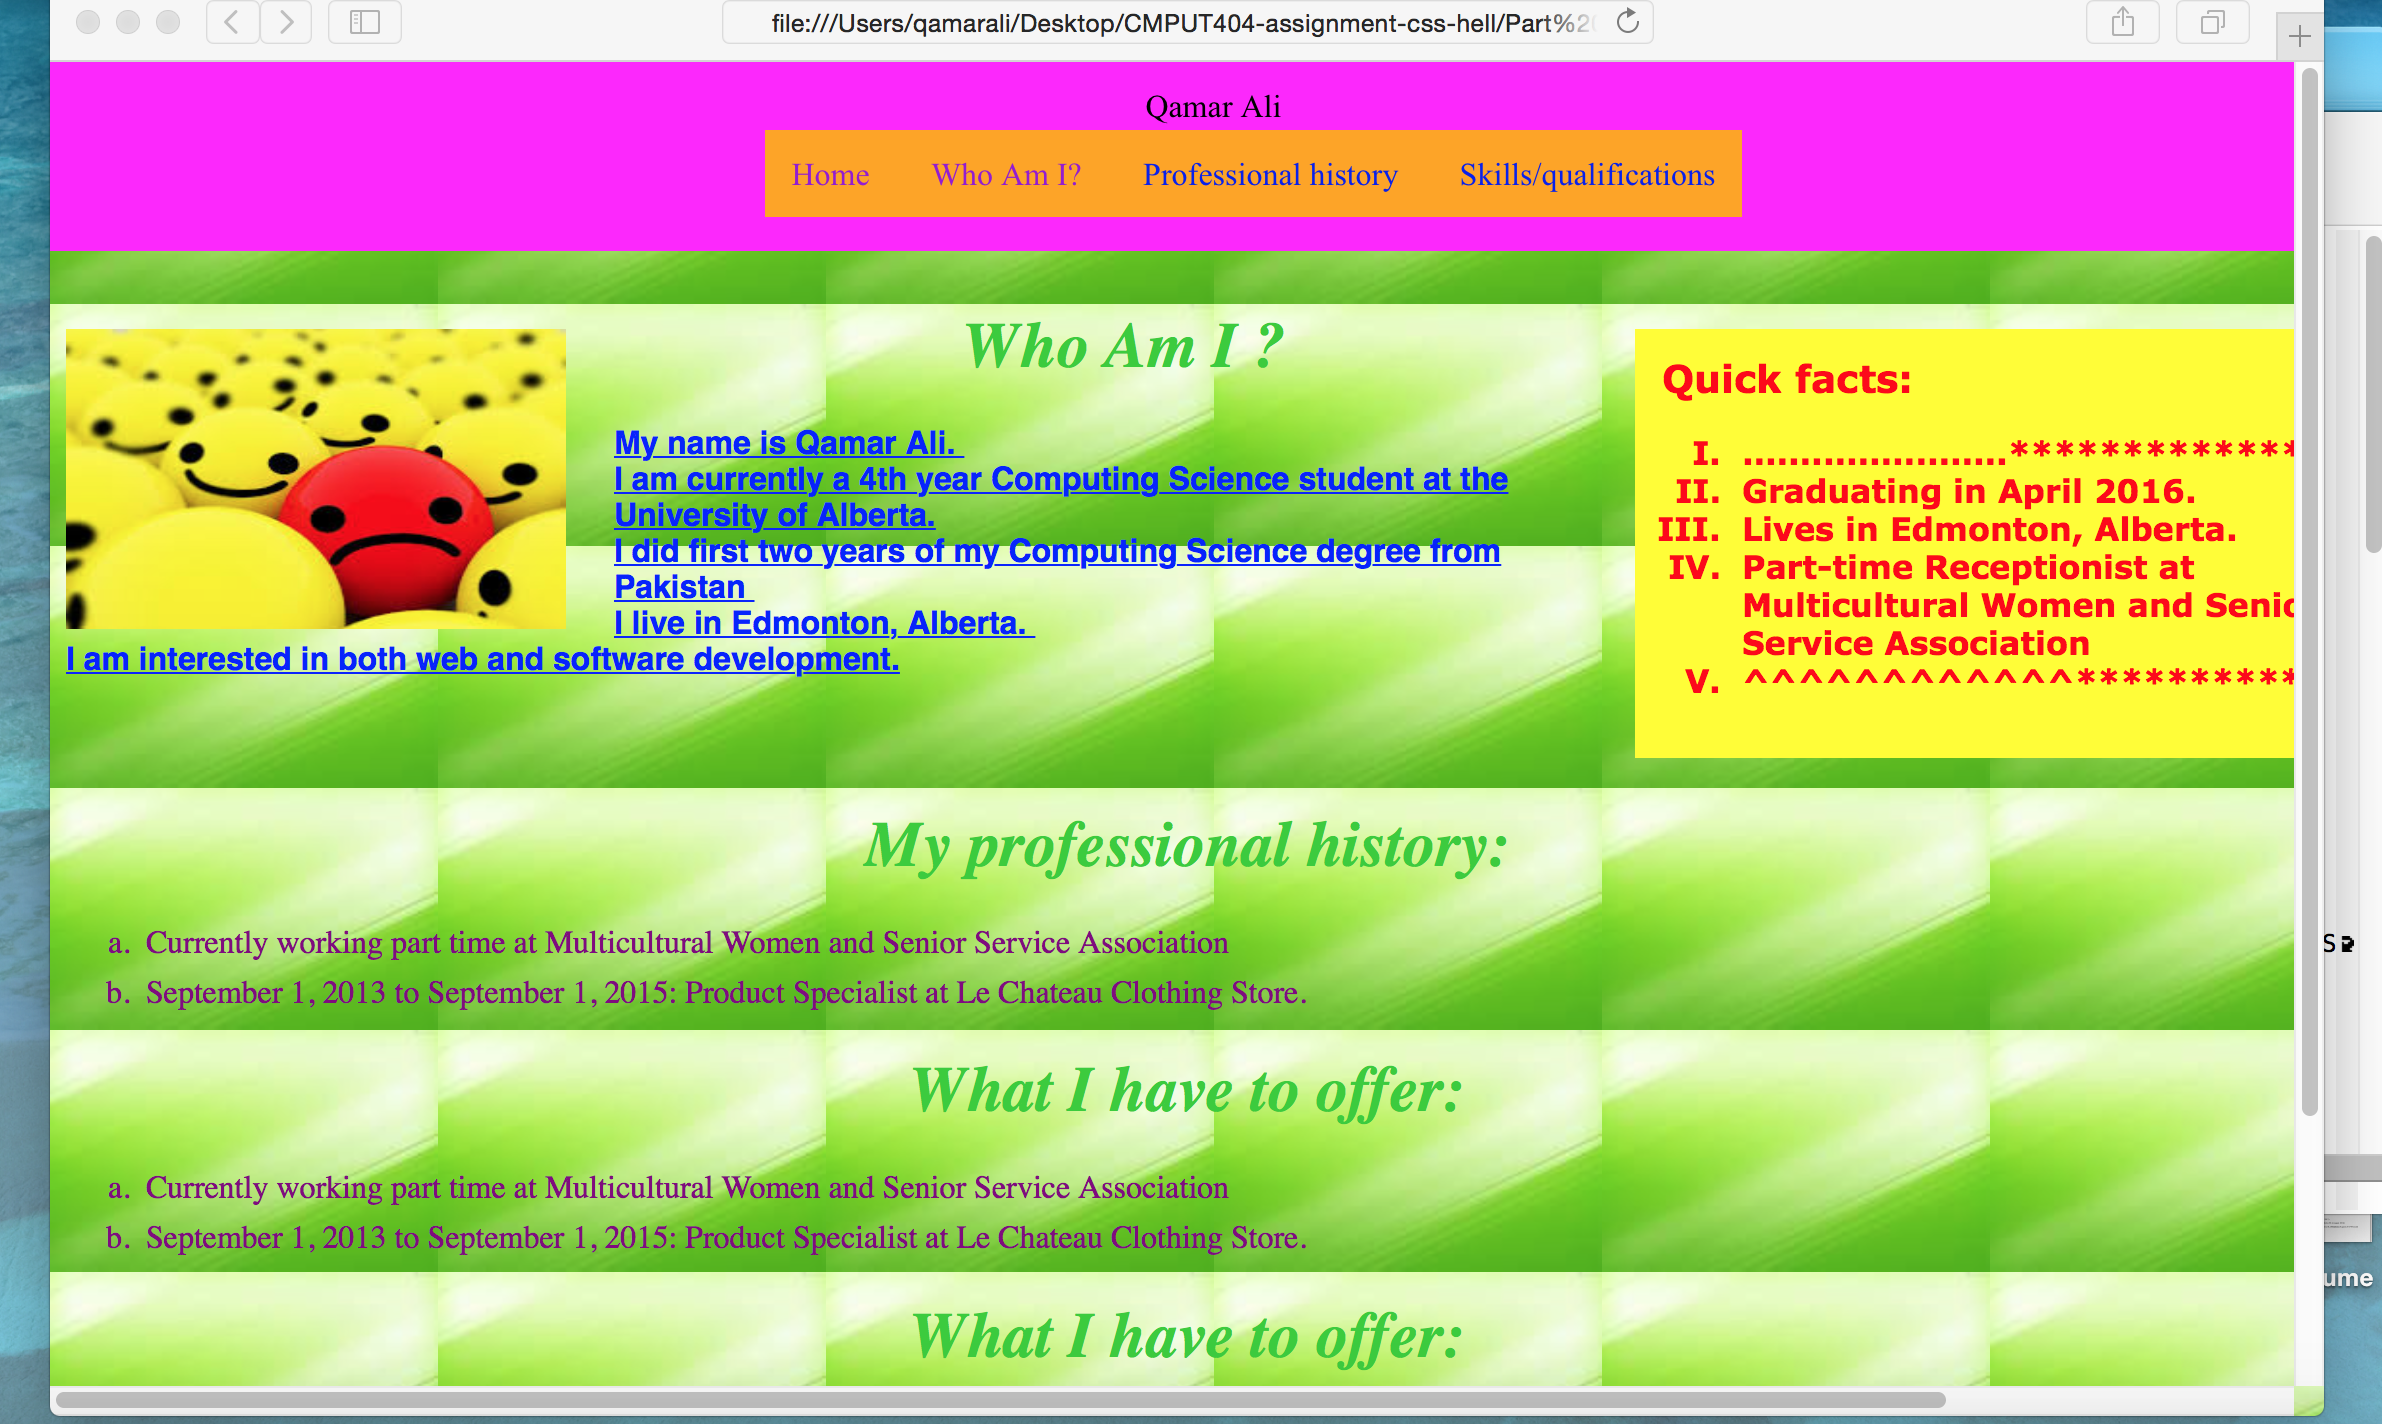 file:///Users/qamarali/Desktop/CMPUT404-assignment-css-hell/Part%20
Qamar Ali
Home Who Am I? Professional history Skills/qualifications
Who Am I ?
My name is Qamar Ali.
I am currently a 4th year Computing Science student at the
University of Alberta.
I did first two years of my Computing Science degree from
Pakistan
I live in Edmonton, Alberta.
I am interested in both web and software development.
Quick facts:
I. .......................*************
II. Graduating in April 2016.
III. Lives in Edmonton, Alberta.
IV. Part-time Receptionist at
Multicultural Women and Senio
Service Association
V. ^^^^^^^^^^^^**********
My professional history:
a. Currently working part time at Multicultural Women and Senior Service Association
b. September 1, 2013 to September 1, 2015: Product Specialist at Le Chateau Clothing Store.
What I have to offer:
a. Currently working part time at Multicultural Women and Senior Service Association
b. September 1, 2013 to September 1, 2015: Product Specialist at Le Chateau Clothing Store.
What I have to offer:
ume